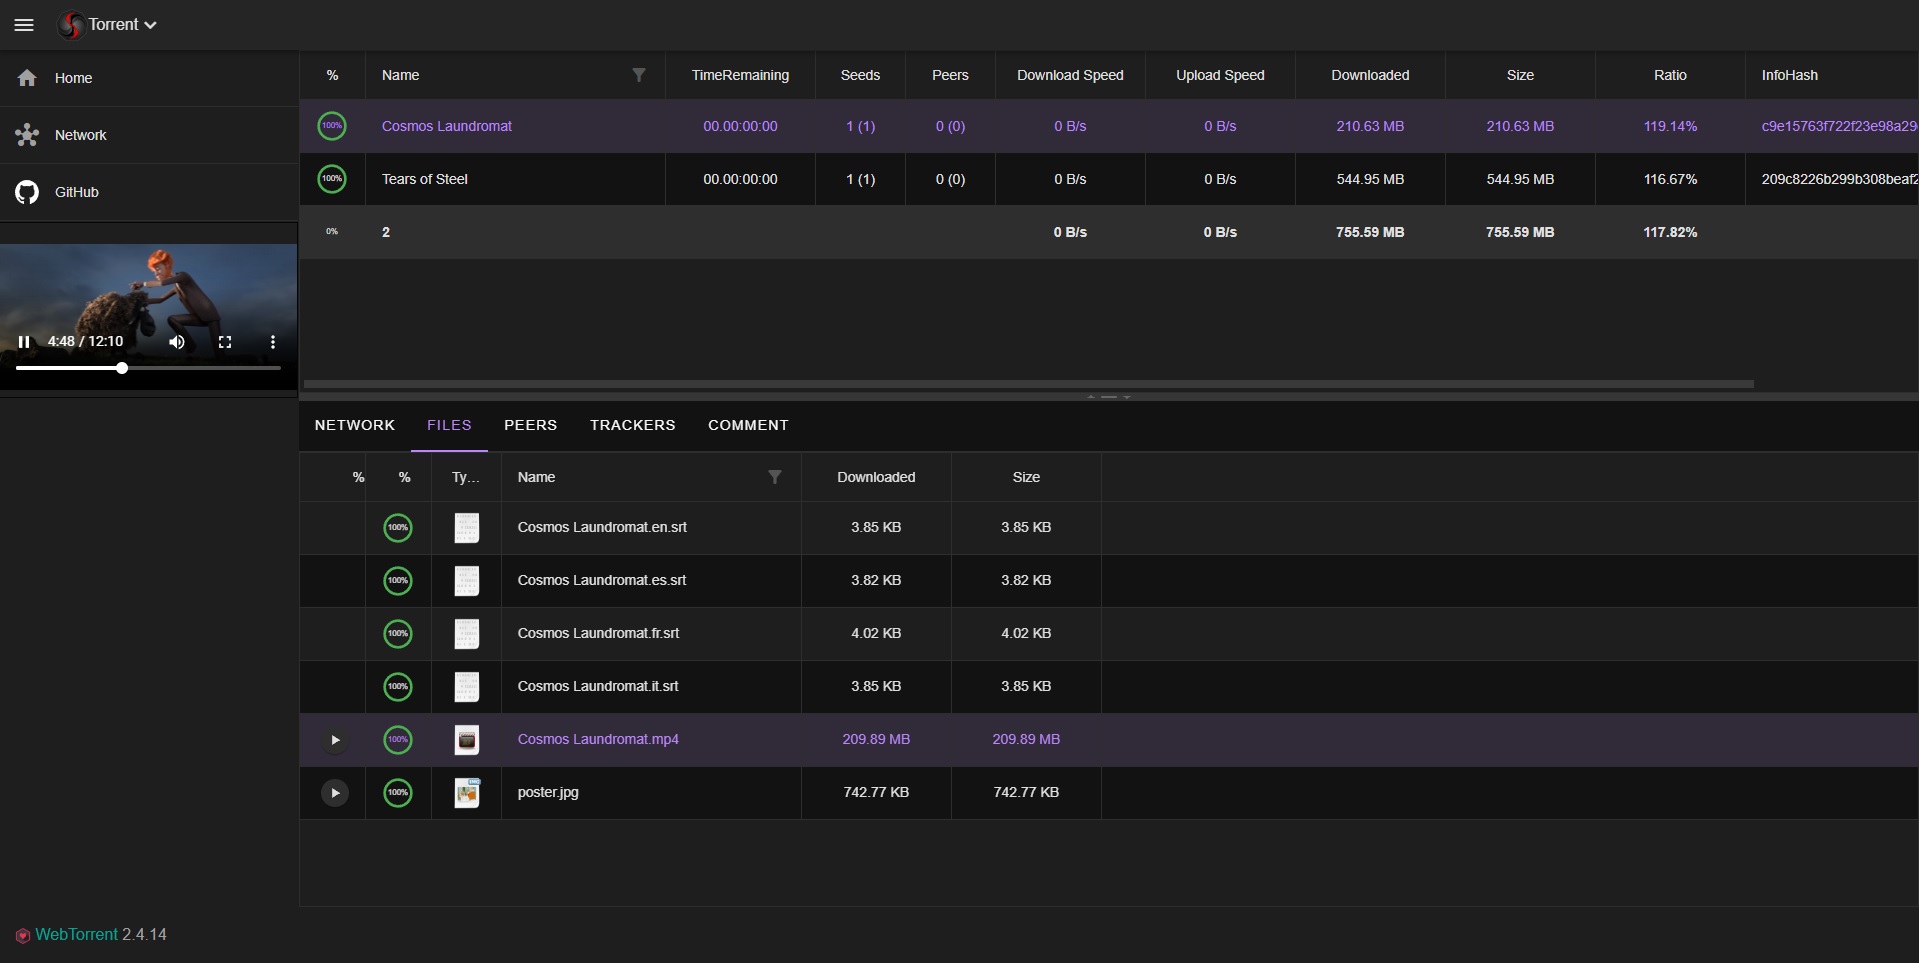 Torrent
Home
Network
GitHub
4:48 / 12:10
% Name TimeRemaining Seeds Peers Download Speed Upload Speed Downloaded Size Ratio InfoHash
100% Cosmos Laundromat 00.00:00:00 1 (1) 0 (0) 0 B/s 0 B/s 210.63 MB 210.63 MB 119.14% c9e15763f722f23e98a29
100% Tears of Steel 00.00:00:00 1 (1) 0 (0) 0 B/s 0 B/s 544.95 MB 544.95 MB 116.67% 209c8226b299b308beaf2
0% 2 0 B/s 0 B/s 755.59 MB 755.59 MB 117.82%
NETWORK FILES PEERS TRACKERS COMMENT
% % Ty... Name Downloaded Size
100% Cosmos Laundromat.en.srt 3.85 KB 3.85 KB
100% Cosmos Laundromat.es.srt 3.82 KB 3.82 KB
100% Cosmos Laundromat.fr.srt 4.02 KB 4.02 KB
100% Cosmos Laundromat.it.srt 3.85 KB 3.85 KB
100% Cosmos Laundromat.mp4 209.89 MB 209.89 MB
100% poster.jpg 742.77 KB 742.77 KB
WebTorrent 2.4.14